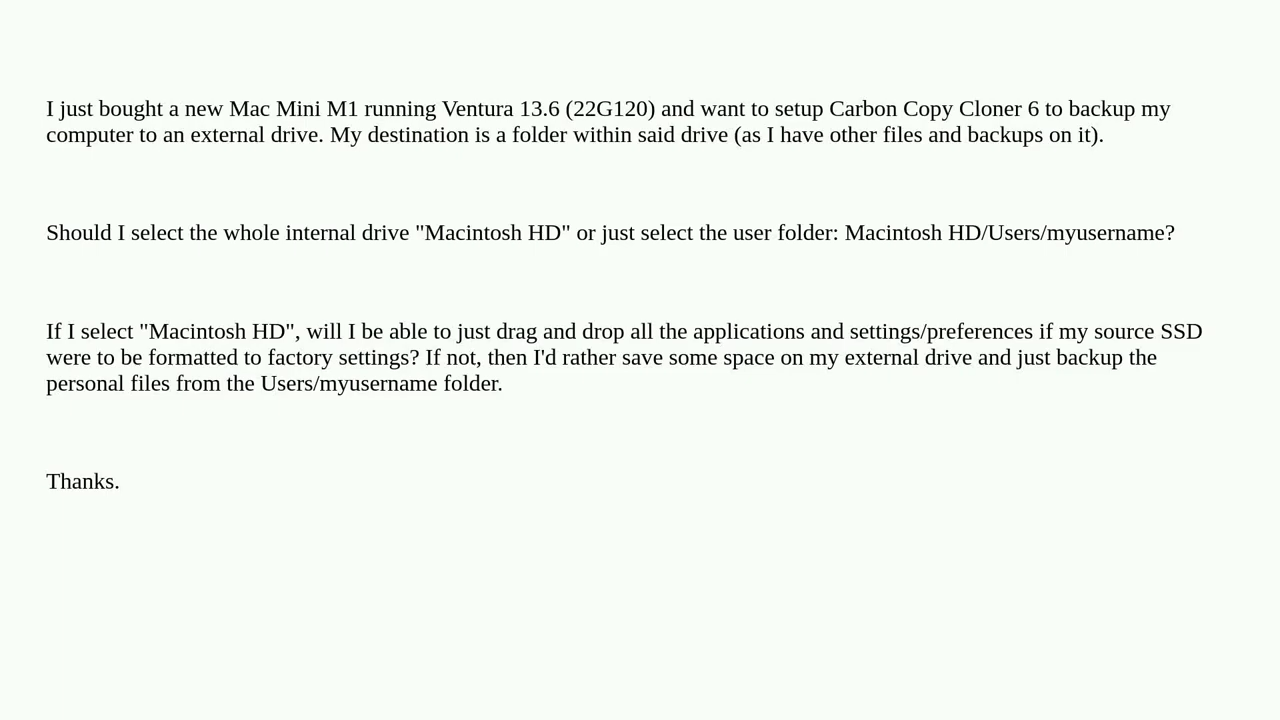 I just bought a new Mac Mini M1 running Ventura 13.6 (22G120) and want to setup Carbon Copy Cloner 6 to backup my
computer to an external drive. My destination is a folder within said drive (as I have other files and backups on it).
Should I select the whole internal drive "Macintosh HD" or just select the user folder: Macintosh HD/Users/myusername?
If I select "Macintosh HD", will I be able to just drag and drop all the applications and settings/preferences if my source SSD
were to be formatted to factory settings? If not, then I'd rather save some space on my external drive and just backup the
personal files from the Users/myusername folder.
Thanks.